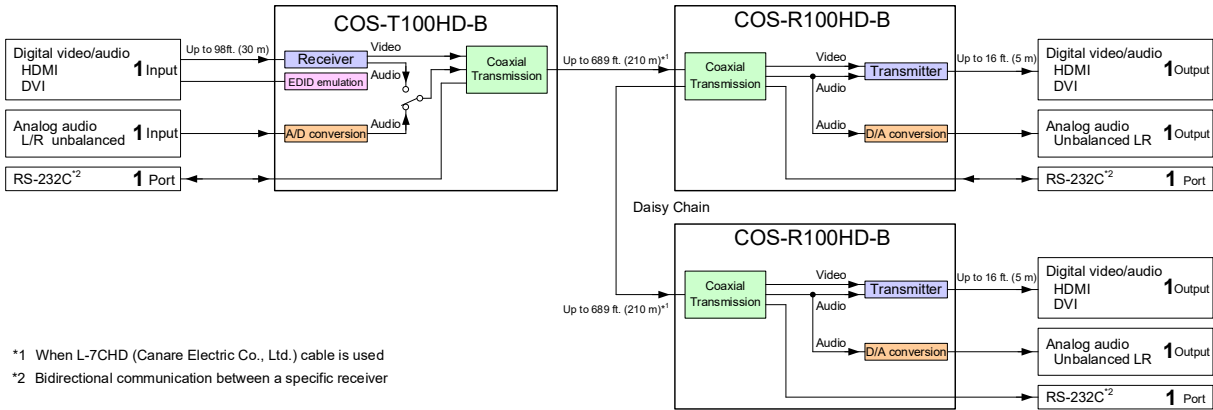 COS-T100HD-B
Digital video/audio
HDMI
DVI
1 Input
Up to 98ft. (30 m)
Receiver
Video
Audio
EDID emulation
Coaxial
Transmission
Analog audio
L/R unbalanced
1 Input
A/D conversion
Audio
RS-232C*2
1 Port
Up to 689 ft. (210 m)*1
COS-R100HD-B
Coaxial
Transmission
Video
Audio
Transmitter
Up to 16 ft. (5 m)
Digital video/audio
HDMI
DVI
1 Output
Audio
D/A conversion
Analog audio
Unbalanced LR
1 Output
RS-232C*2
1 Port
Daisy Chain
COS-R100HD-B
Up to 689 ft. (210 m)*1
Coaxial
Transmission
Video
Audio
Transmitter
Up to 16 ft. (5 m)
Digital video/audio
HDMI
DVI
1 Output
Audio
D/A conversion
Analog audio
Unbalanced LR
1 Output
RS-232C*2
1 Port
*1 When L-7CHD (Canare Electric Co., Ltd.) cable is used
*2 Bidirectional communication between a specific receiver